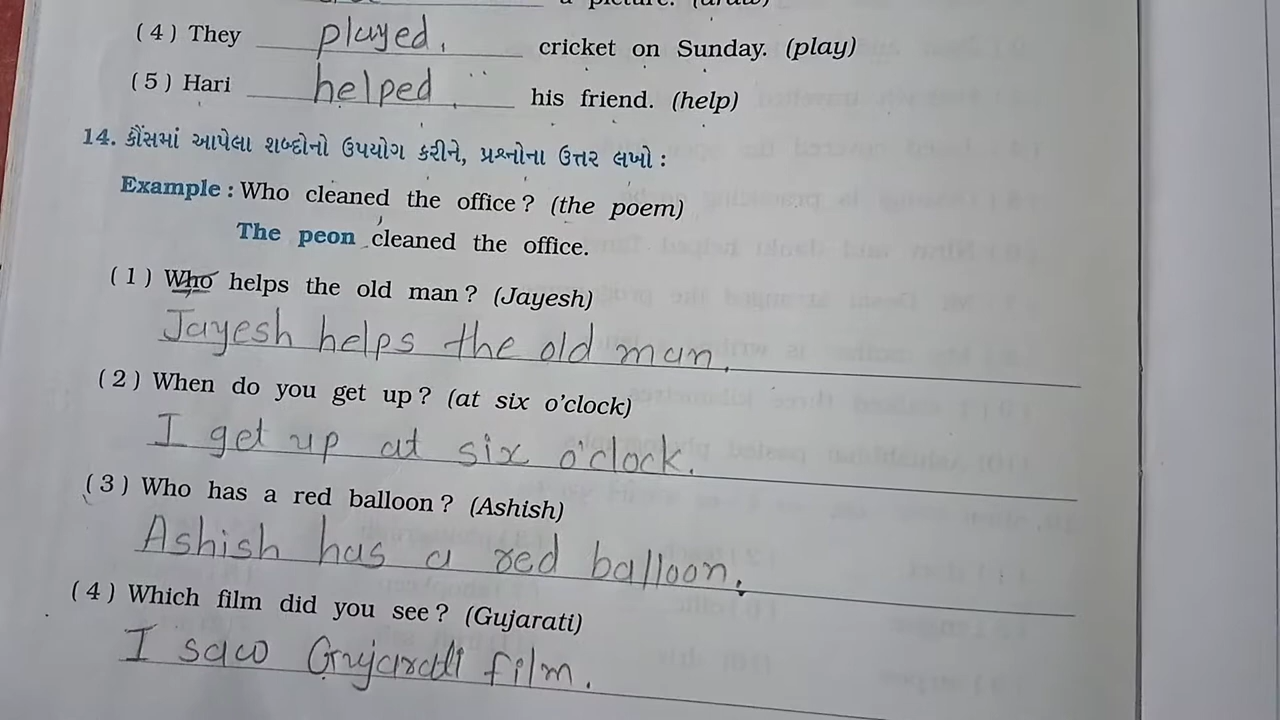 a picture. (draw)
(4) They played. cricket on Sunday. (play)
(5) Hari helped. his friend. (help)
14. કૌંસમાં આપેલા શબ્દોનો ઉપયોગ કરીને, પ્રશ્નોના ઉત્તર લખો :
Example : Who cleaned the office? (the poem)
The peon cleaned the office.
(1) Who helps the old man? (Jayesh)
Jayesh helps the old man.
(2) When do you get up? (at six o'clock)
I get up at six o'clock.
(3) Who has a red balloon? (Ashish)
Ashish has a red balloon.
(4) Which film did you see? (Gujarati)
I saw Gujarati film.